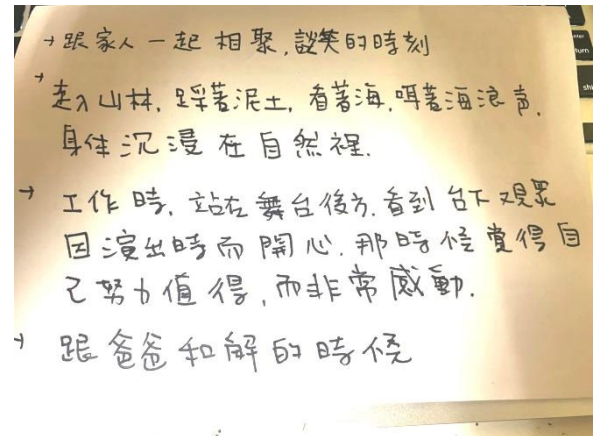 →跟家人一起相聚,談笑的時刻
→走入山林,踩著泥土,看著海,听著海浪声,
身体沉浸在自然裡.
→ 工作時,站在舞台後方.看到台下观眾
因演出時而開心.那時候覺得自
己努力值得,而非常感動.
→ 跟爸爸和解的時候